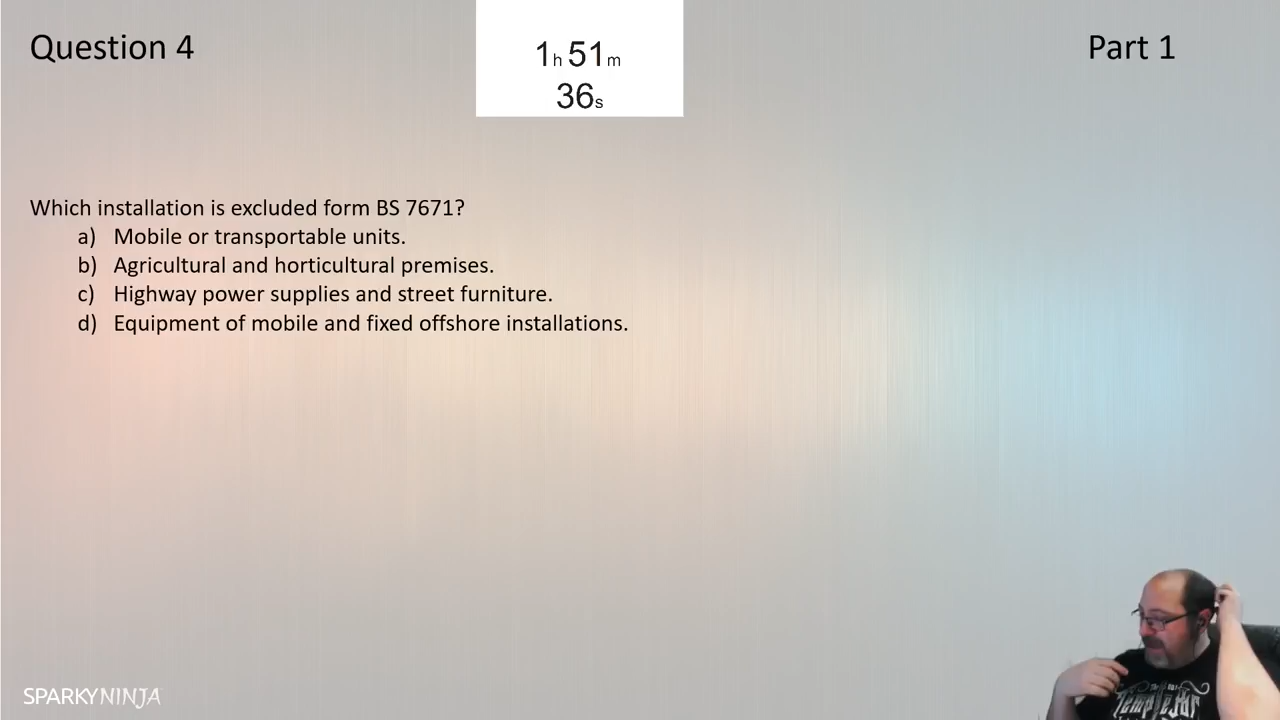 Question 4
1h 51m
36s
Part 1
Which installation is excluded form BS 7671?
a) Mobile or transportable units.
b) Agricultural and horticultural premises.
c) Highway power supplies and street furniture.
d) Equipment of mobile and fixed offshore installations.
SPARKYNINJA